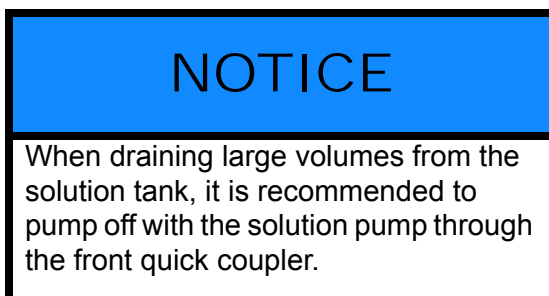 NOTICE
When draining large volumes from the
solution tank, it is recommended to
pump off with the solution pump through
the front quick coupler.